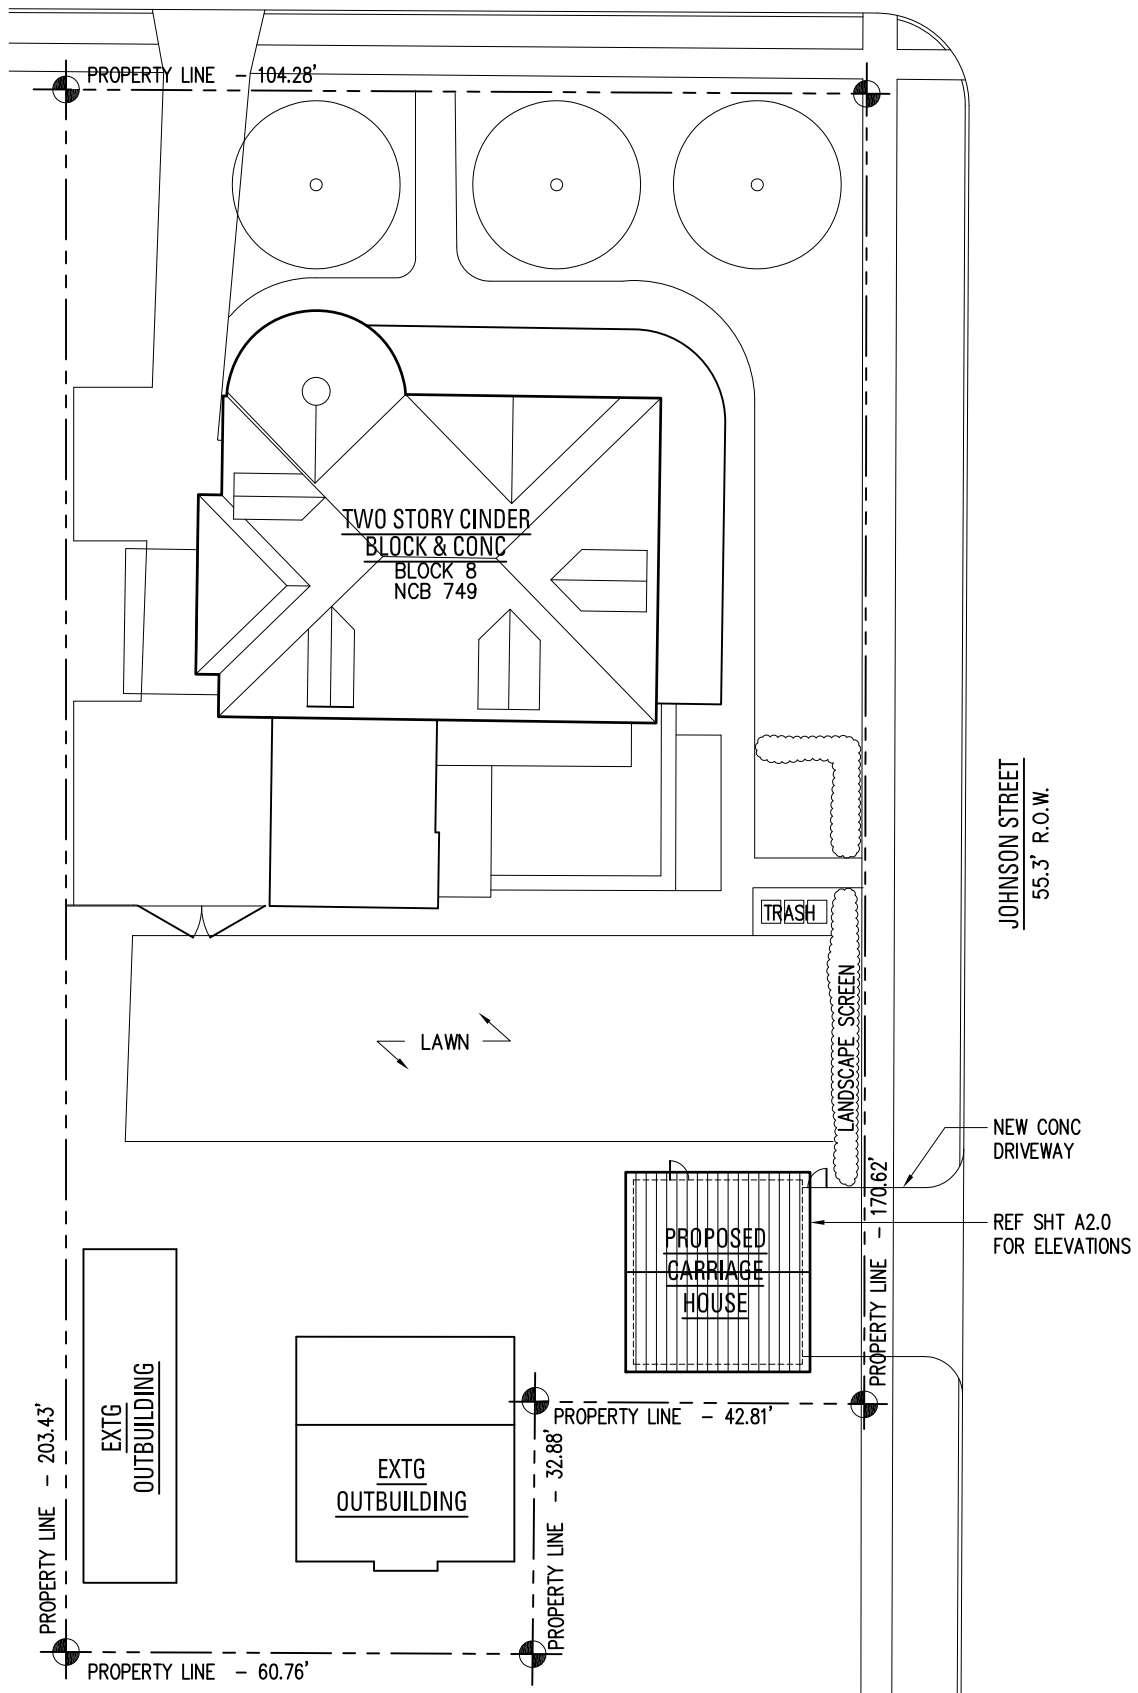 PROPERTY LINE - 104.28'
TWO STORY CINDER
BLOCK & CONC
BLOCK 8
NCB 749
JOHNSON STREET
55.3' R.O.W.
TRASH
LANDSCAPE SCREEN
LAWN
NEW CONC
DRIVEWAY
PROPERTY LINE - 170.62'
REF SHT A2.0
FOR ELEVATIONS
PROPOSED
CARRIAGE
HOUSE
EXTG
OUTBUILDING
PROPERTY LINE - 203.43'
PROPERTY LINE - 42.81'
EXTG
OUTBUILDING
PROPERTY LINE - 32.88'
PROPERTY LINE - 60.76'